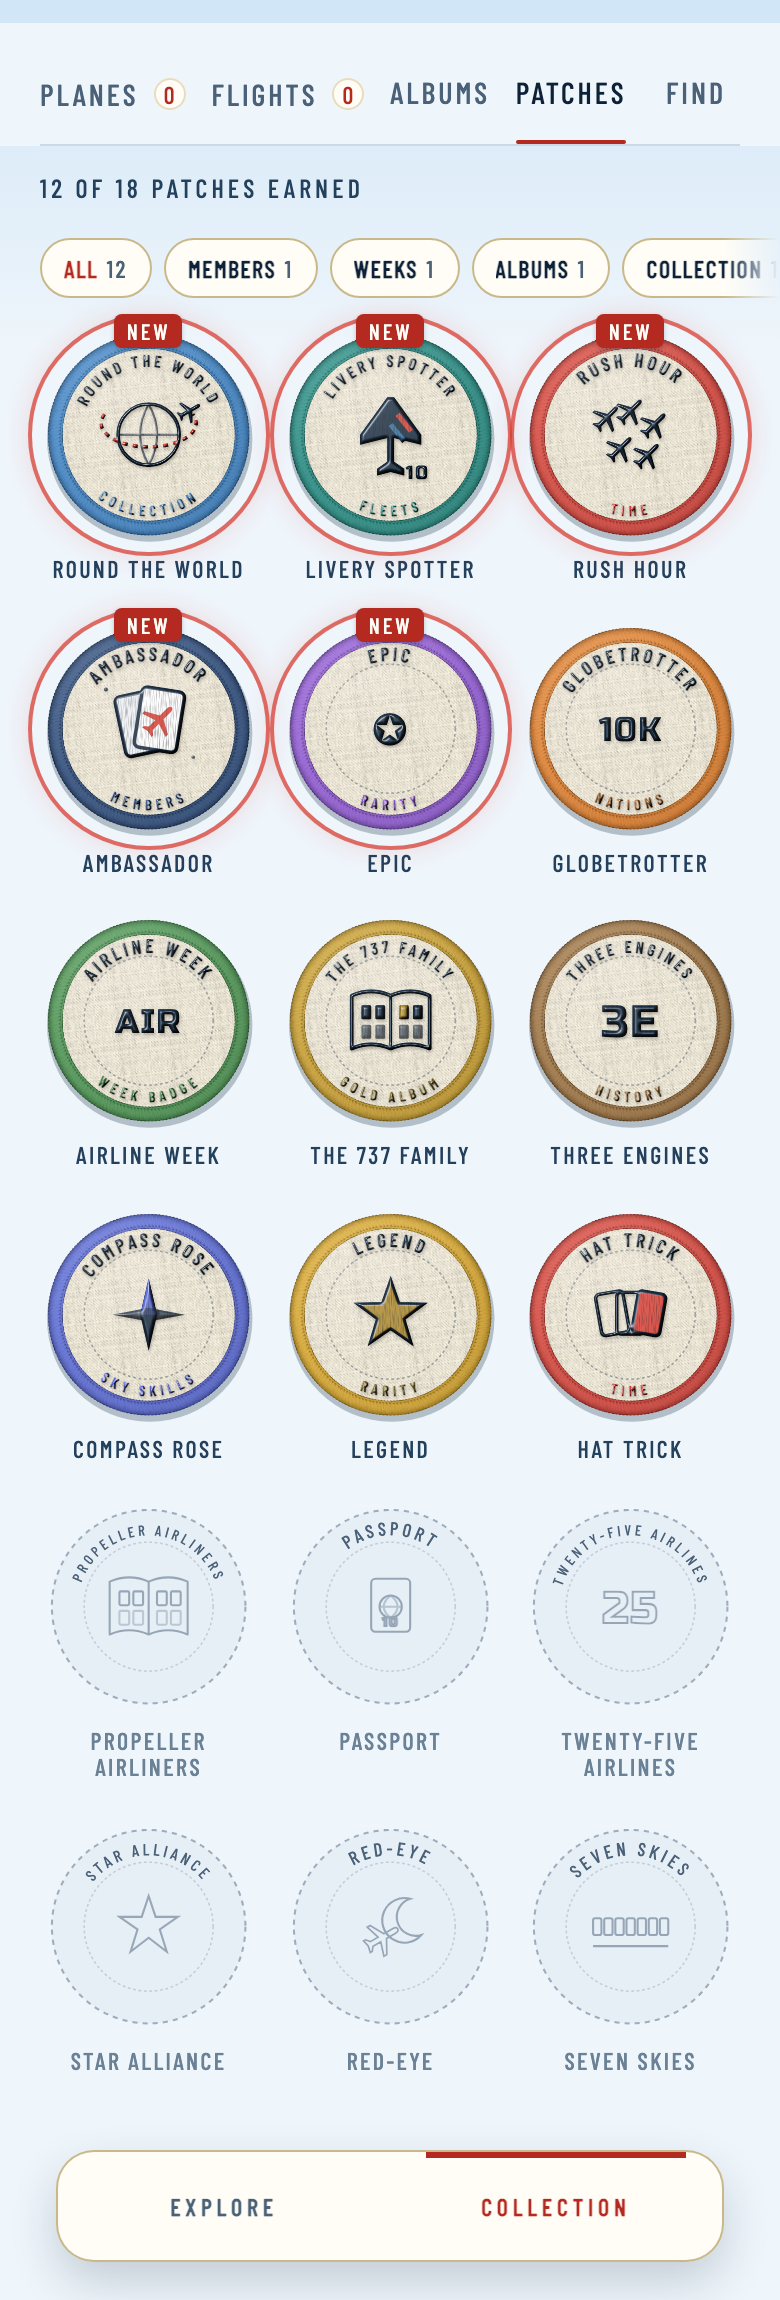 PLANES 0 FLIGHTS 0 ALBUMS PATCHES FIND
12 OF 18 PATCHES EARNED
ALL 12 MEMBERS 1 WEEKS 1 ALBUMS 1 COLLECTION 1
NEW NEW NEW
ROUND THE WORLD
COLLECTION
LIVERY SPOTTER
10
FLEETS
RUSH HOUR
TIME
ROUND THE WORLD LIVERY SPOTTER RUSH HOUR
NEW NEW
AMBASSADOR
MEMBERS
EPIC
RARITY
GLOBETROTTER
10K
NATIONS
AMBASSADOR EPIC GLOBETROTTER
AIRLINE WEEK
AIR
WEEK BADGE
THE 737 FAMILY
GOLD ALBUM
THREE ENGINES
3E
HISTORY
AIRLINE WEEK THE 737 FAMILY THREE ENGINES
COMPASS ROSE
SKY SKILLS
LEGEND
RARITY
HAT TRICK
TIME
COMPASS ROSE LEGEND HAT TRICK
PROPELLER AIRLINERS
PASSPORT
10
TWENTY-FIVE AIRLINES
25
PROPELLER
AIRLINERS
PASSPORT
TWENTY-FIVE
AIRLINES
STAR ALLIANCE
RED-EYE
SEVEN SKIES
STAR ALLIANCE RED-EYE SEVEN SKIES
EXPLORE COLLECTION